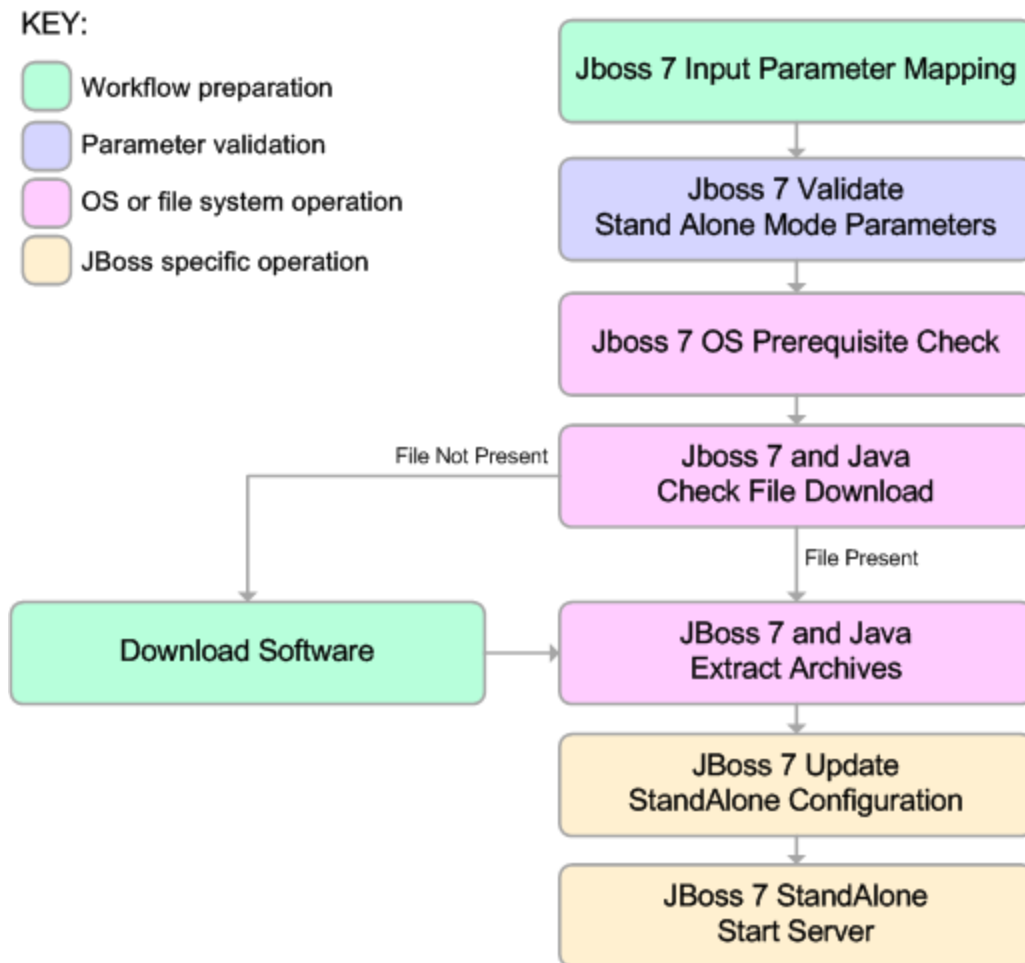 KEY:
Workflow preparation
Parameter validation
OS or file system operation
JBoss specific operation
Jboss 7 Input Parameter Mapping
Jboss 7 Validate
Stand Alone Mode Parameters
Jboss 7 OS Prerequisite Check
File Not Present
Jboss 7 and Java
Check File Download
File Present
Download Software
JBoss 7 and Java
Extract Archives
JBoss 7 Update
StandAlone Configuration
JBoss 7 StandAlone
Start Server